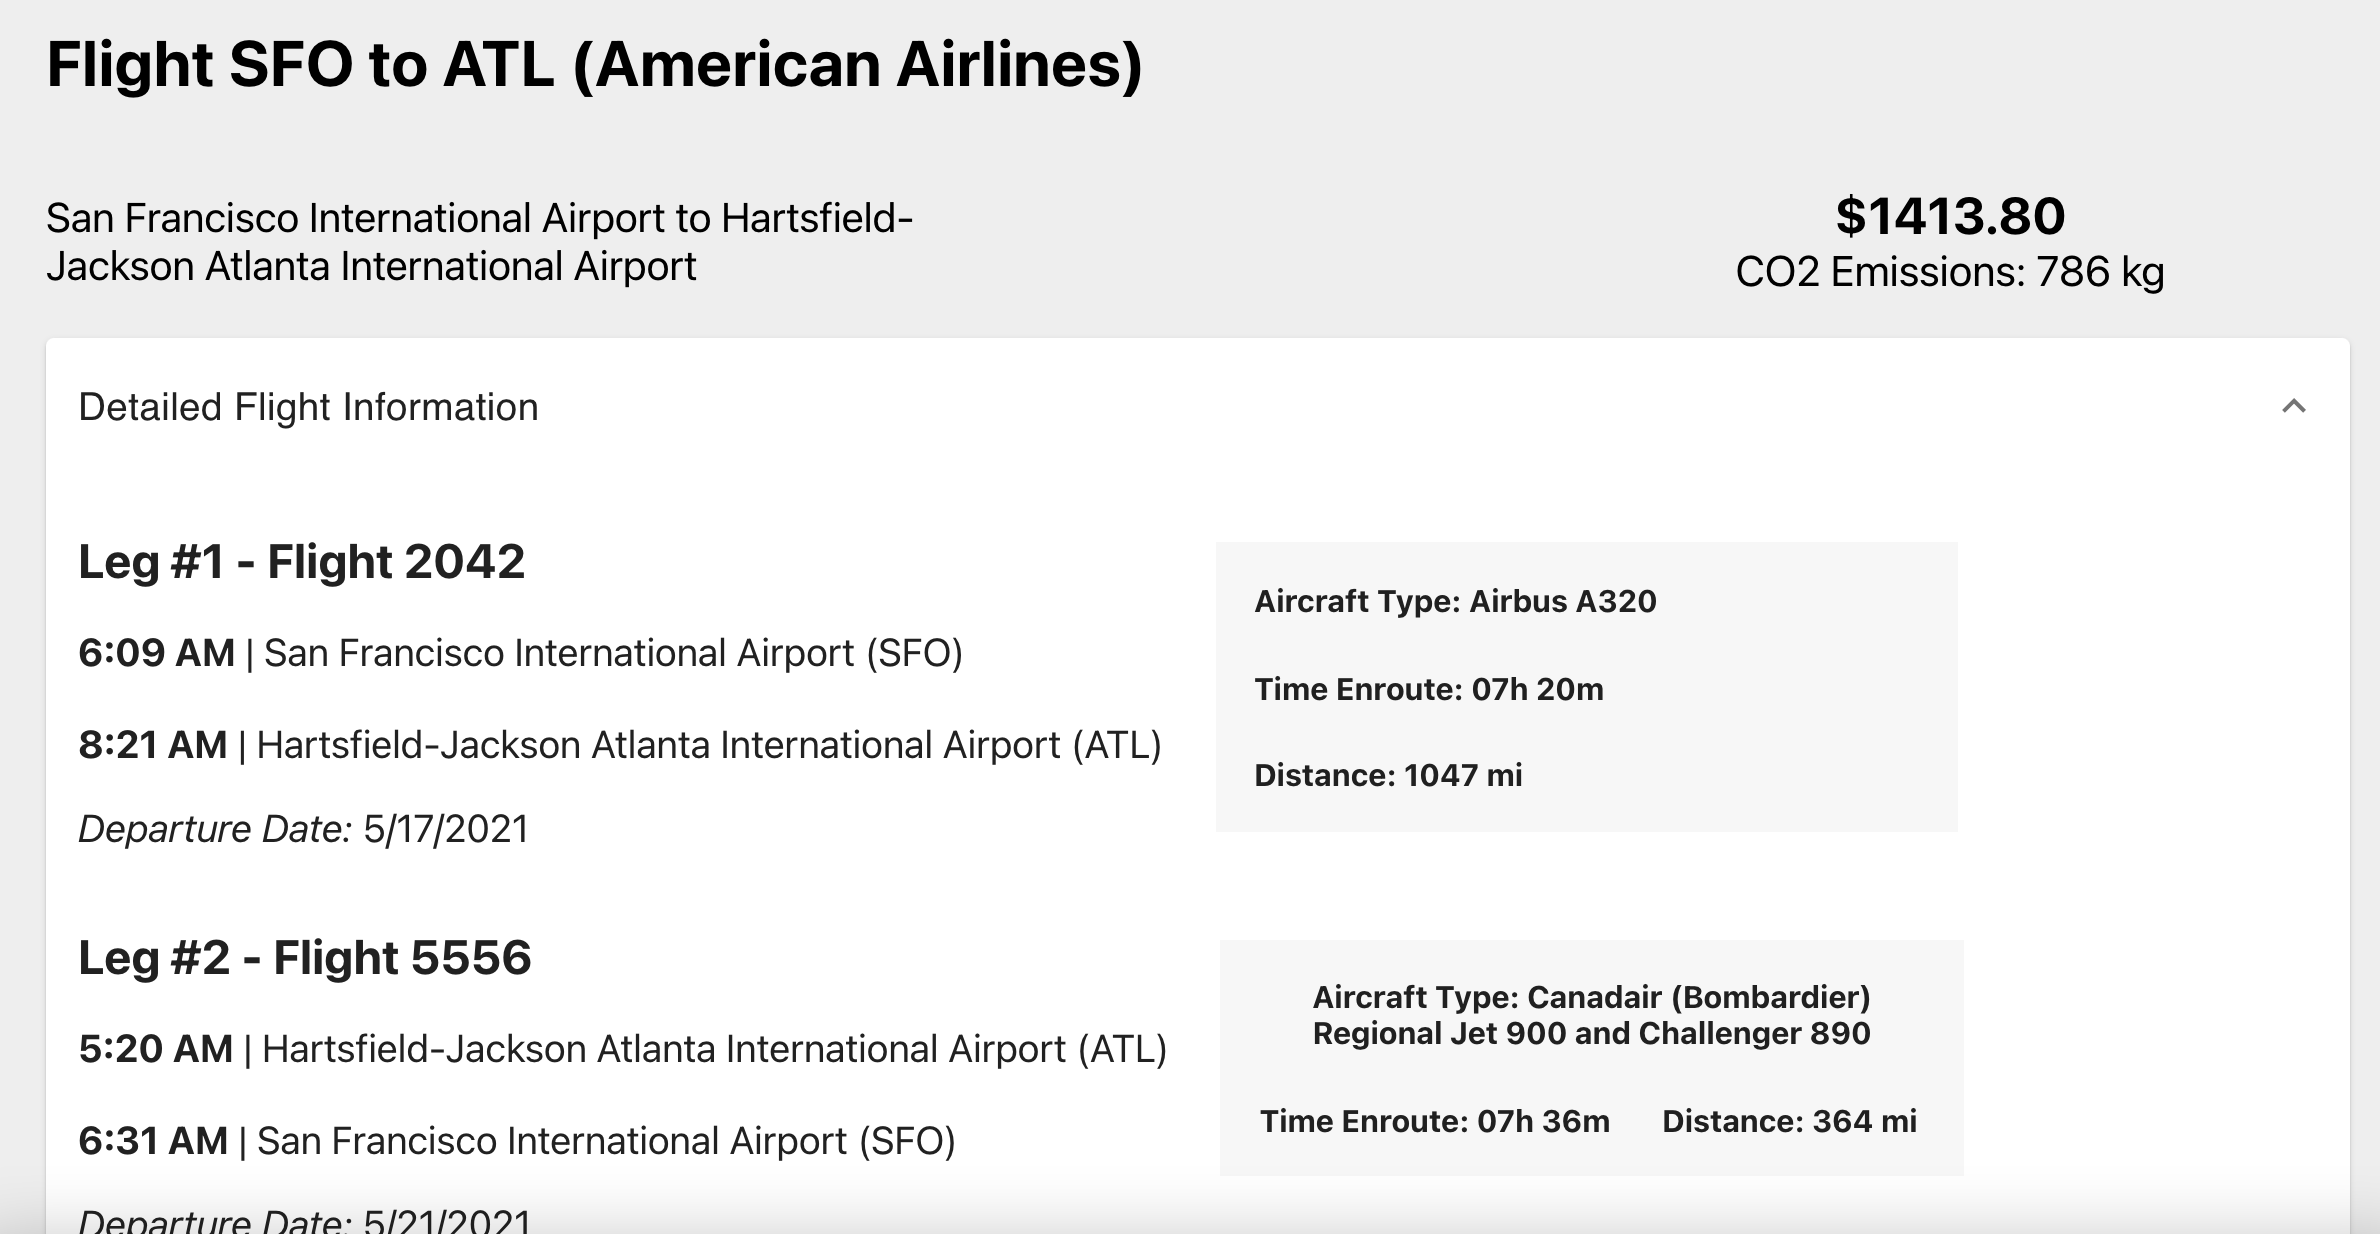 Flight SFO to ATL (American Airlines)
San Francisco International Airport to Hartsfield-
Jackson Atlanta International Airport
$1413.80
CO2 Emissions: 786 kg
Detailed Flight Information
Leg #1 - Flight 2042
6:09 AM | San Francisco International Airport (SFO)
8:21 AM | Hartsfield-Jackson Atlanta International Airport (ATL)
Departure Date: 5/17/2021
Aircraft Type: Airbus A320
Time Enroute: 07h 20m
Distance: 1047 mi
Leg #2 - Flight 5556
5:20 AM | Hartsfield-Jackson Atlanta International Airport (ATL)
6:31 AM | San Francisco International Airport (SFO)
Departure Date: 5/21/2021
Aircraft Type: Canadair (Bombardier)
Regional Jet 900 and Challenger 890
Time Enroute: 07h 36m Distance: 364 mi